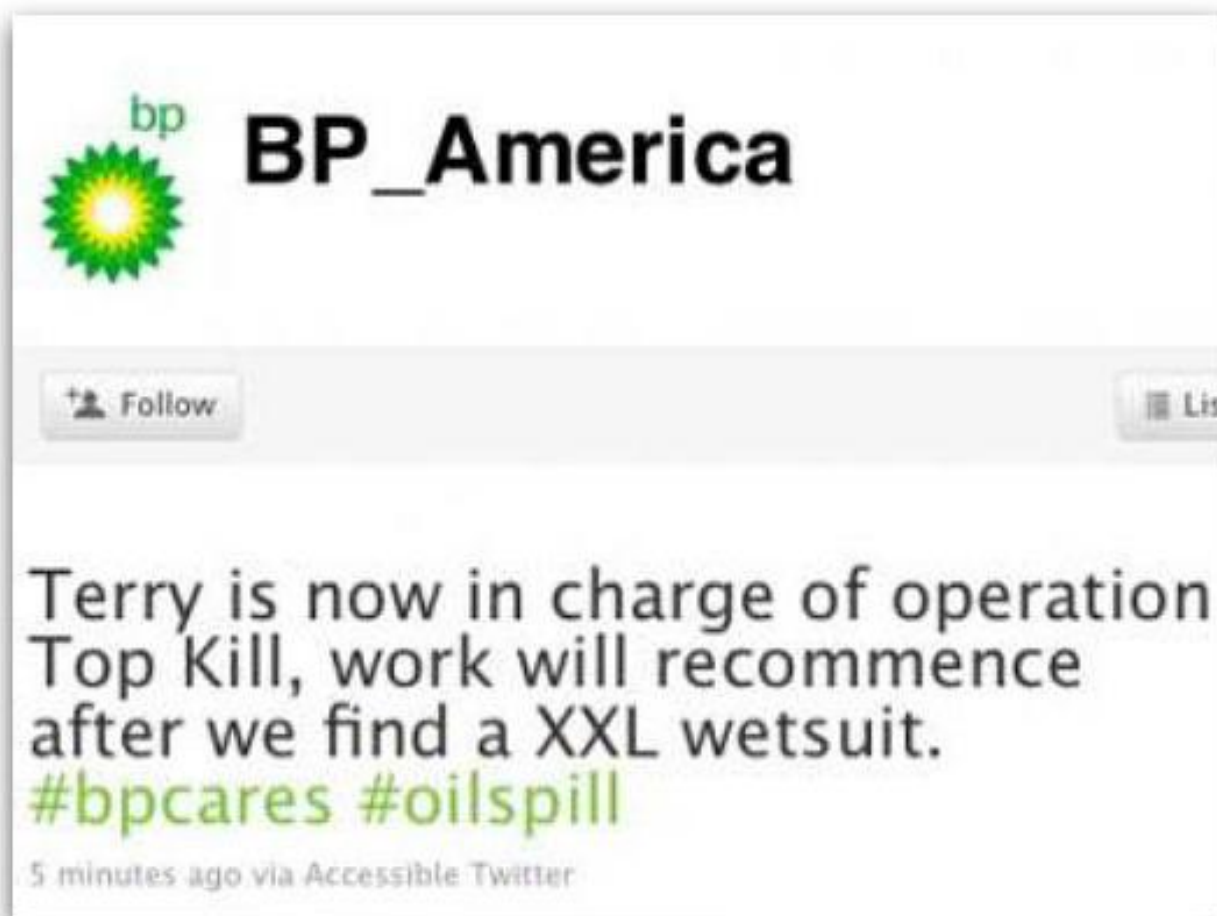 bp
BP_America
Follow
Terry is now in charge of operation
Top Kill, work will recommence
after we find a XXL wetsuit.
#bpcares #oilspill
5 minutes ago via Accessible Twitter